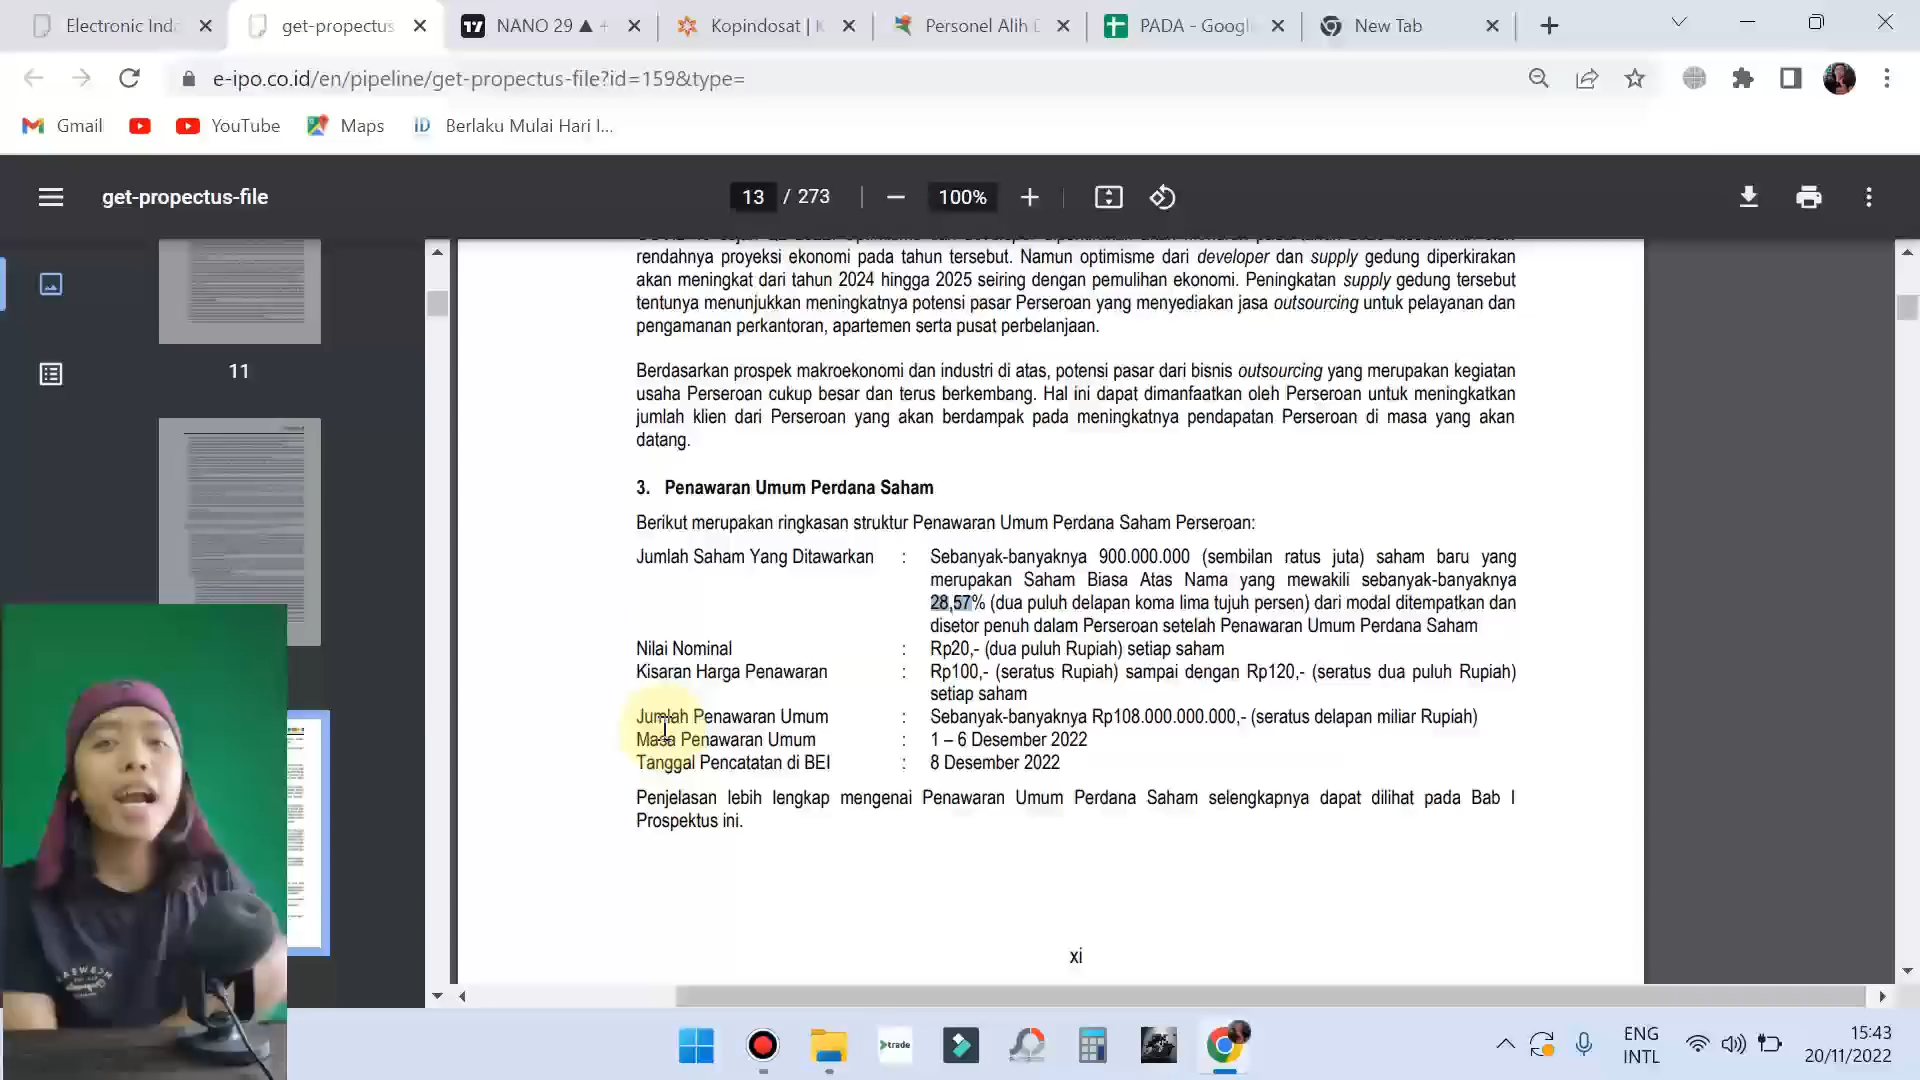 Electronic Ind
get-propectus
NANO 29 ▲ +
Kopindosat | K
Personel Alih D
PADA - Googl
New Tab
e-ipo.co.id/en/pipeline/get-propectus-file?id=159&type=
Gmail
YouTube
Maps
Berlaku Mulai Hari I...
get-propectus-file
13 / 273
100%
11
rendahnya proyeksi ekonomi pada tahun tersebut. Namun optimisme dari developer dan supply gedung diperkirakan
akan meningkat dari tahun 2024 hingga 2025 seiring dengan pemulihan ekonomi. Peningkatan supply gedung tersebut
tentunya menunjukkan meningkatnya potensi pasar Perseroan yang menyediakan jasa outsourcing untuk pelayanan dan
pengamanan perkantoran, apartemen serta pusat perbelanjaan.
Berdasarkan prospek makroekonomi dan industri di atas, potensi pasar dari bisnis outsourcing yang merupakan kegiatan
usaha Perseroan cukup besar dan terus berkembang. Hal ini dapat dimanfaatkan oleh Perseroan untuk meningkatkan
jumlah klien dari Perseroan yang akan berdampak pada meningkatnya pendapatan Perseroan di masa yang akan
datang.
3. Penawaran Umum Perdana Saham
Berikut merupakan ringkasan struktur Penawaran Umum Perdana Saham Perseroan:
Jumlah Saham Yang Ditawarkan : Sebanyak-banyaknya 900.000.000 (sembilan ratus juta) saham baru yang
merupakan Saham Biasa Atas Nama yang mewakili sebanyak-banyaknya
28,57% (dua puluh delapan koma lima tujuh persen) dari modal ditempatkan dan
disetor penuh dalam Perseroan setelah Penawaran Umum Perdana Saham
Nilai Nominal : Rp20,- (dua puluh Rupiah) setiap saham
Kisaran Harga Penawaran : Rp100,- (seratus Rupiah) sampai dengan Rp120,- (seratus dua puluh Rupiah)
setiap saham
Jumlah Penawaran Umum : Sebanyak-banyaknya Rp108.000.000.000,- (seratus delapan miliar Rupiah)
Masa Penawaran Umum : 1 – 6 Desember 2022
Tanggal Pencatatan di BEI : 8 Desember 2022
Penjelasan lebih lengkap mengenai Penawaran Umum Perdana Saham selengkapnya dapat dilihat pada Bab I
Prospektus ini.
xi
trade
ENG
INTL
15:43
20/11/2022